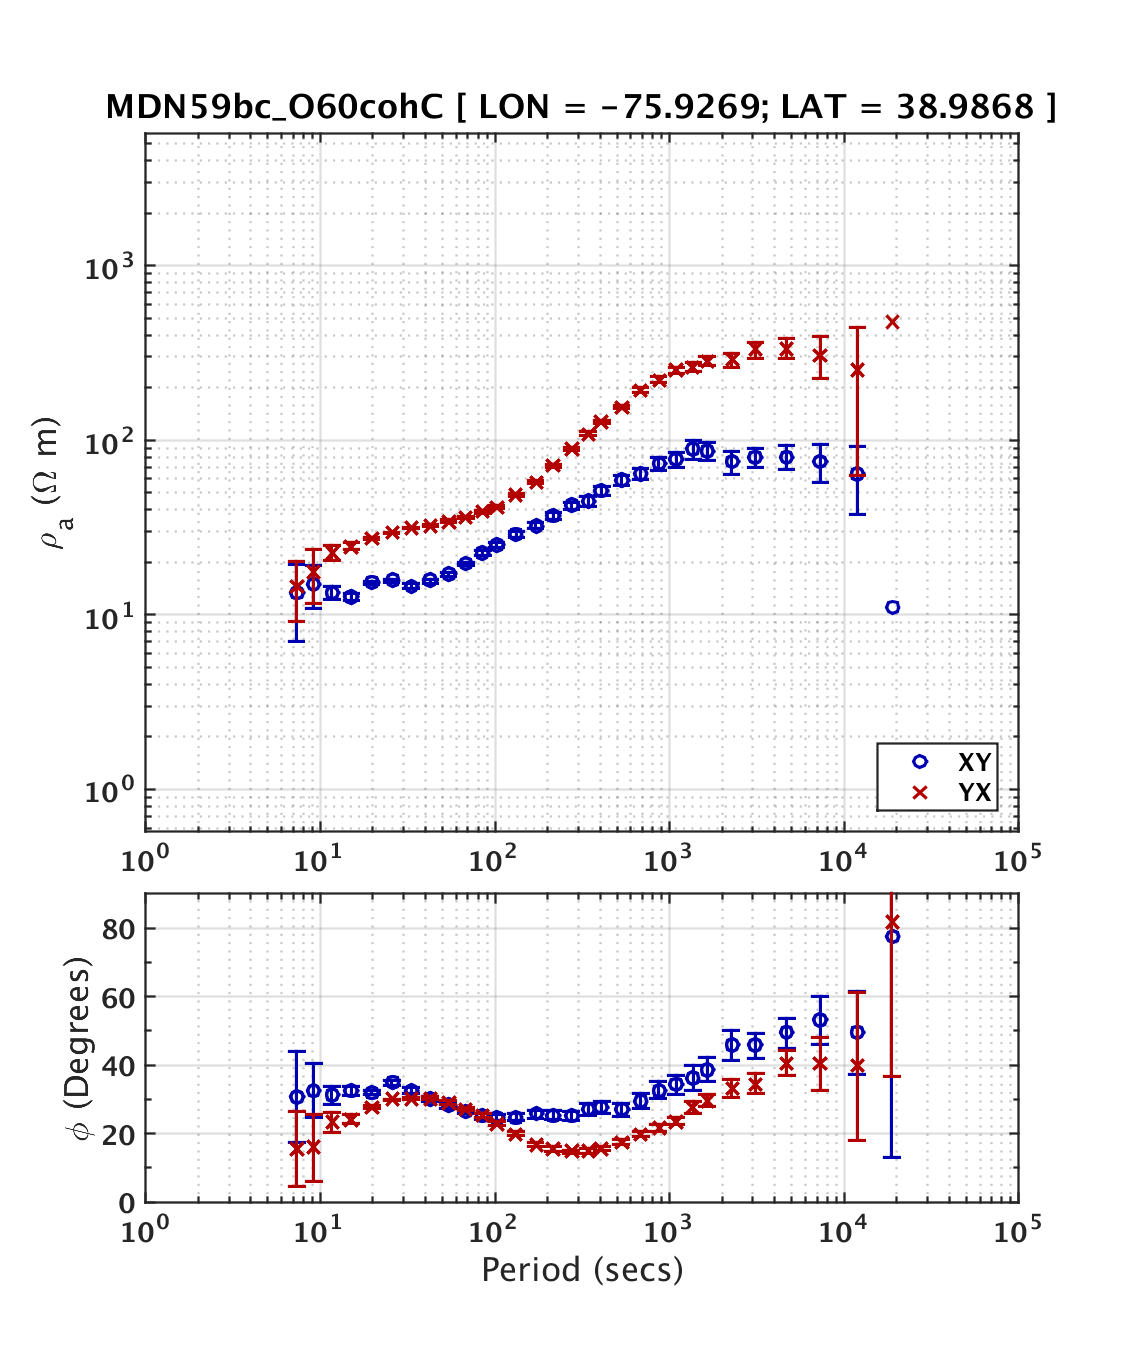 MDN59bc_O60cohC [ LON = −75.9269; LAT = 38.9868 ]
10³
10²
10¹
10⁰
ρₐ (Ω m)
XY
YX
10⁰ 10¹ 10² 10³ 10⁴ 10⁵
80
60
40
20
0
ϕ (Degrees)
10⁰ 10¹ 10² 10³ 10⁴ 10⁵
Period (secs)